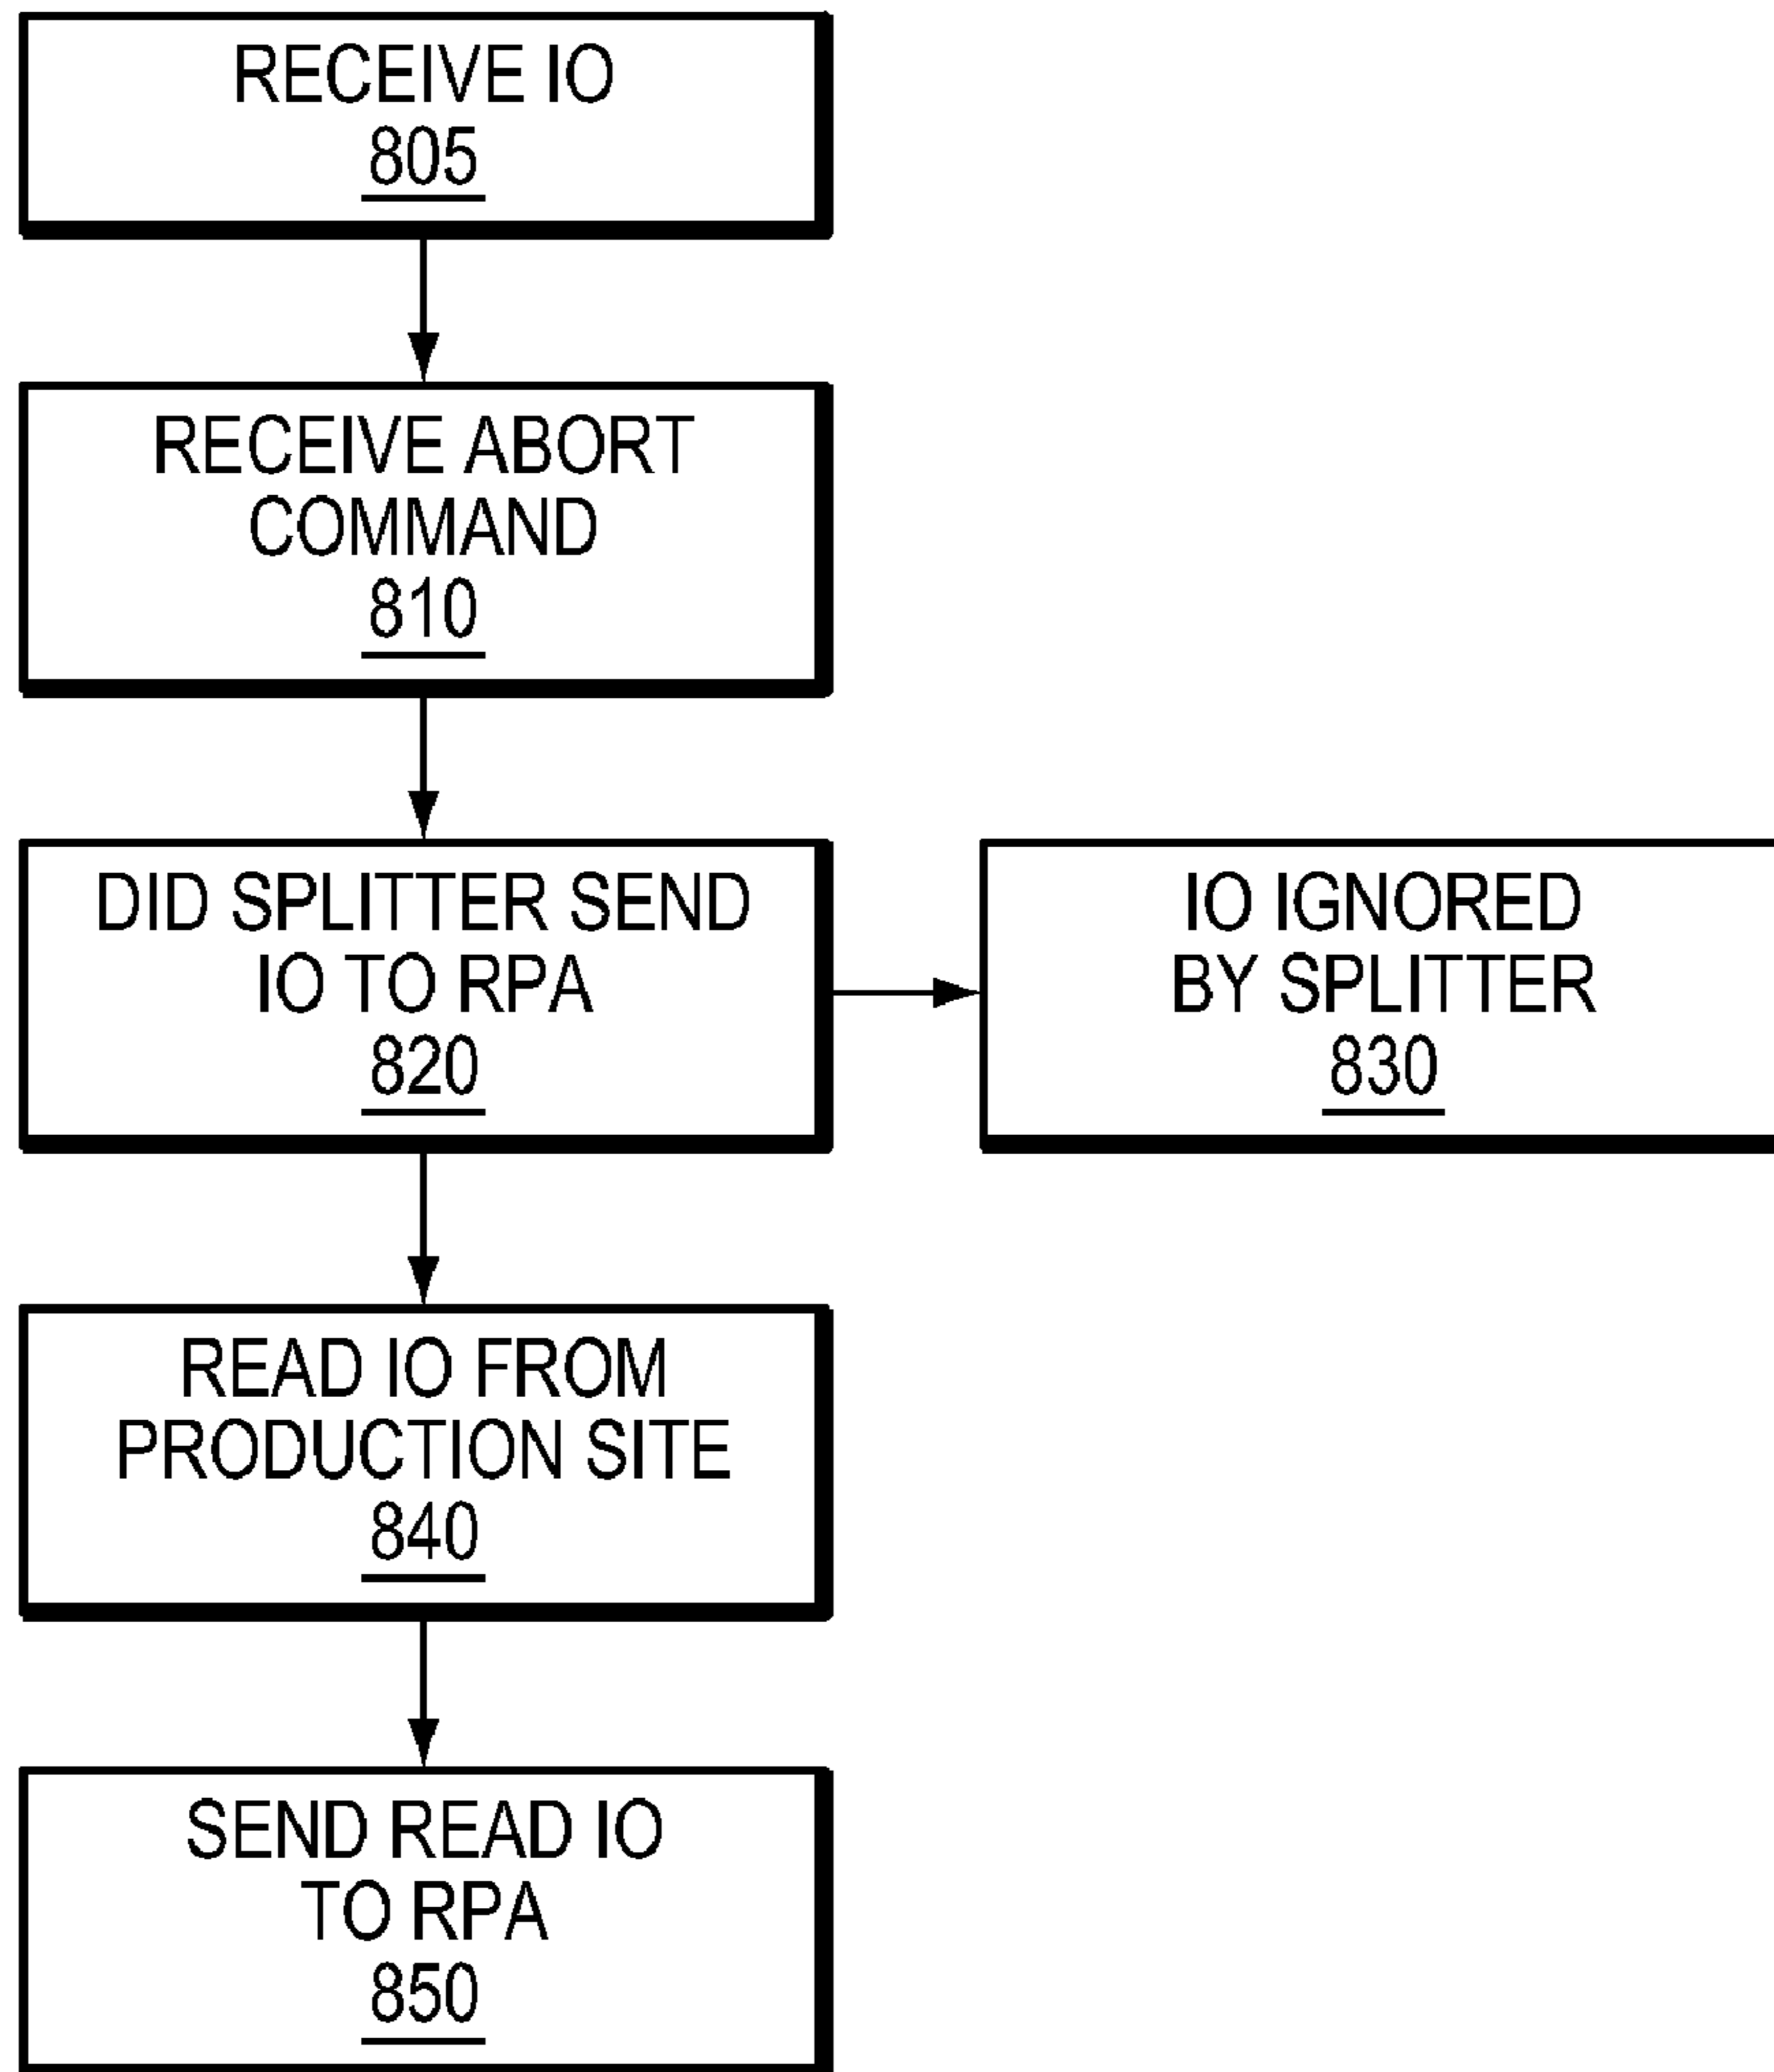 RECEIVE IO
805
RECEIVE ABORT
COMMAND
810
DID SPLITTER SEND
IO TO RPA
820
IO IGNORED
BY SPLITTER
830
READ IO FROM
PRODUCTION SITE
840
SEND READ IO
TO RPA
850